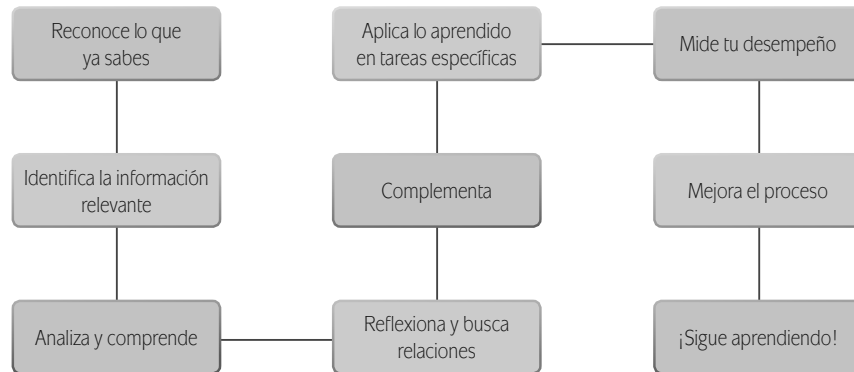 Reconoce lo que
ya sabes
Identifica la información
relevante
Analiza y comprende
Reflexiona y busca
relaciones
Complementa
Aplica lo aprendido
en tareas específicas
Mide tu desempeño
Mejora el proceso
¡Sigue aprendiendo!